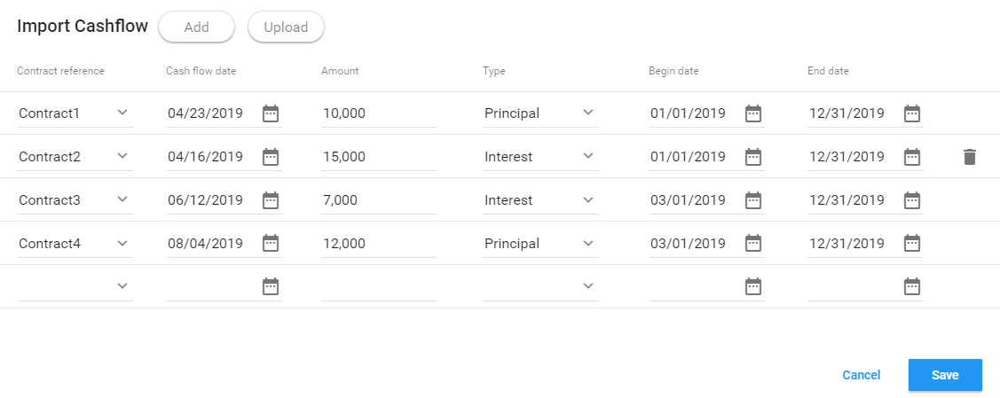 Import Cashflow Add Upload
Contract reference Cash flow date Amount Type Begin date End date
Contract1 04/23/2019 10,000 Principal 01/01/2019 12/31/2019
Contract2 04/16/2019 15,000 Interest 01/01/2019 12/31/2019
Contract3 06/12/2019 7,000 Interest 03/01/2019 12/31/2019
Contract4 08/04/2019 12,000 Principal 03/01/2019 12/31/2019
Cancel Save